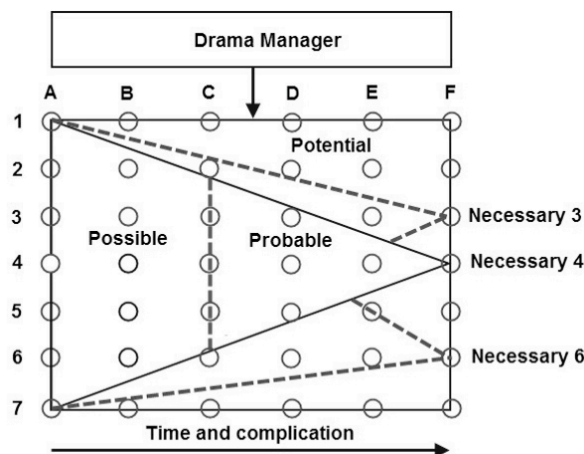 Drama Manager
A B C D E F
1
Potential
2
3 Necessary 3
Possible Probable
4 Necessary 4
5
6 Necessary 6
7
Time and complication